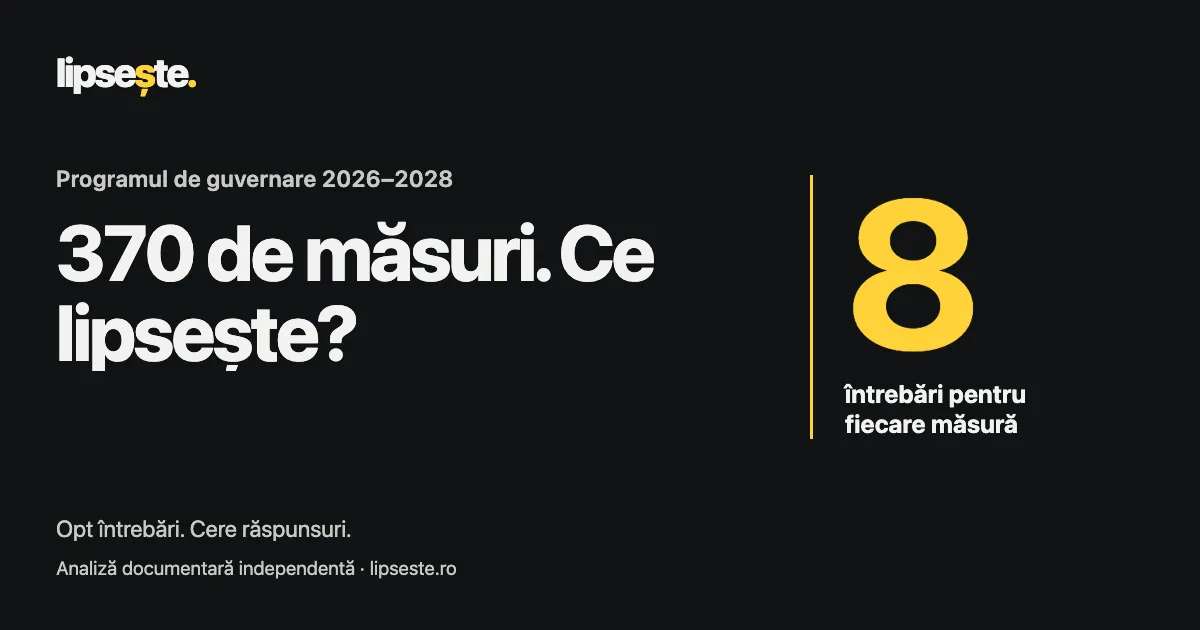 lipsește.
Programul de guvernare 2026–2028
370 de măsuri. Ce
lipsește?
8
întrebări pentru
fiecare măsură
Opt întrebări. Cere răspunsuri.
Analiză documentară independentă · lipseste.ro